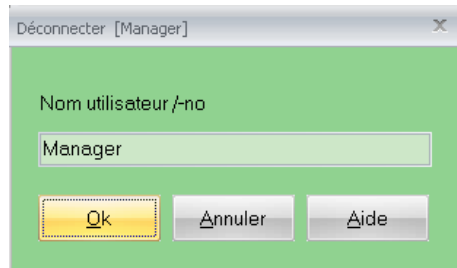 Déconnecter [Manager]
Nom utilisateur /-no
Manager
Ok Annuler Aide